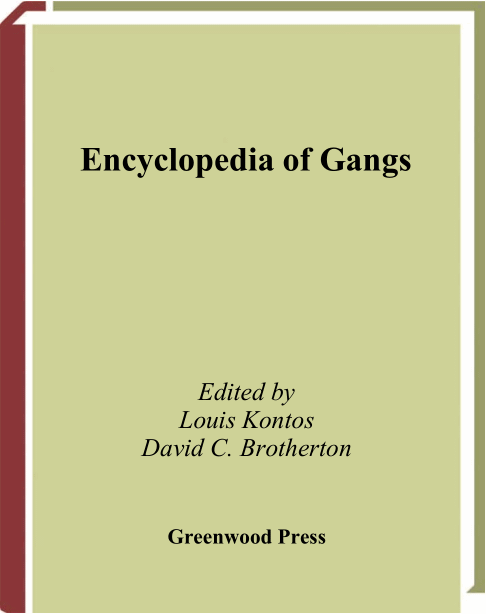 Encyclopedia of Gangs
Edited by
Louis Kontos
David C. Brotherton
Greenwood Press